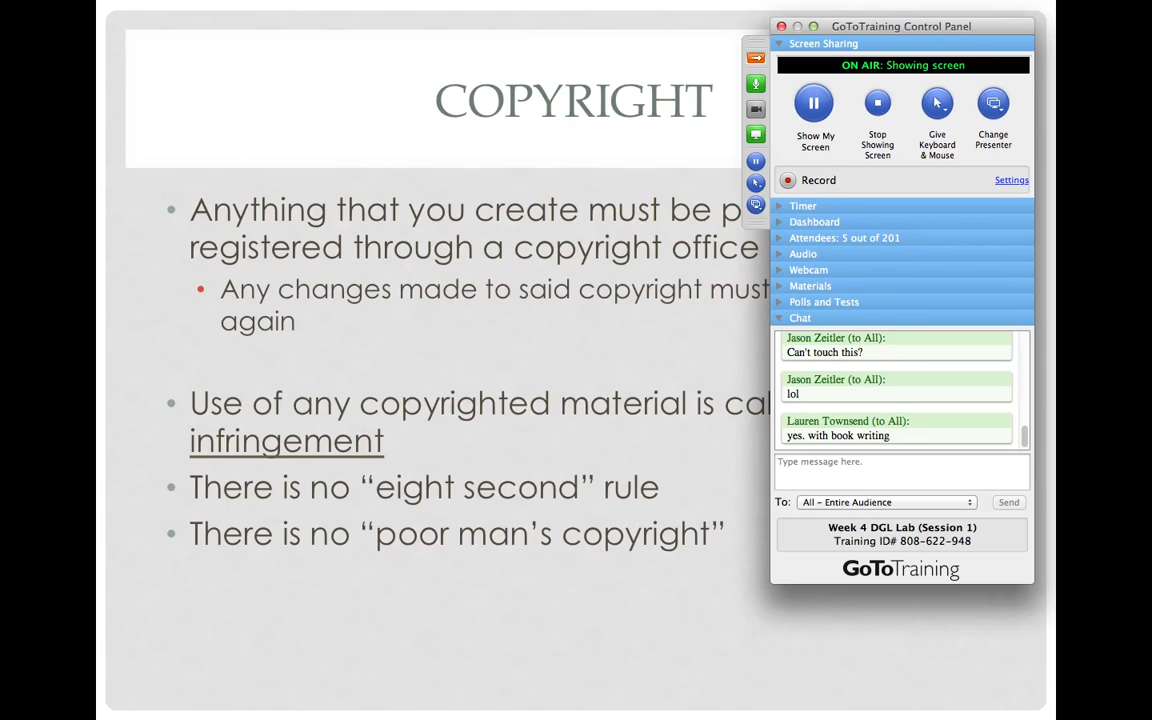 COPYRIGHT
Anything that you create must be
registered through a copyright office
Any changes made to said copyright must
again
Use of any copyrighted material is
infringement
There is no “eight second” rule
There is no “poor man’s copyright”
GoToTraining Control Panel
Screen Sharing
ON AIR: Showing screen
Show My
Screen
Stop
Showing
Screen
Give
Keyboard
& Mouse
Change
Presenter
Record
Settings
Timer
Dashboard
Attendees: 5 out of 201
Audio
Webcam
Materials
Polls and Tests
Chat
Jason Zeitler (to All):
Can't touch this?
Jason Zeitler (to All):
lol
Lauren Townsend (to All):
yes. with book writing
Type message here.
To: All - Entire Audience Send
Week 4 DGL Lab (Session 1)
Training ID# 808-622-948
GoToTraining